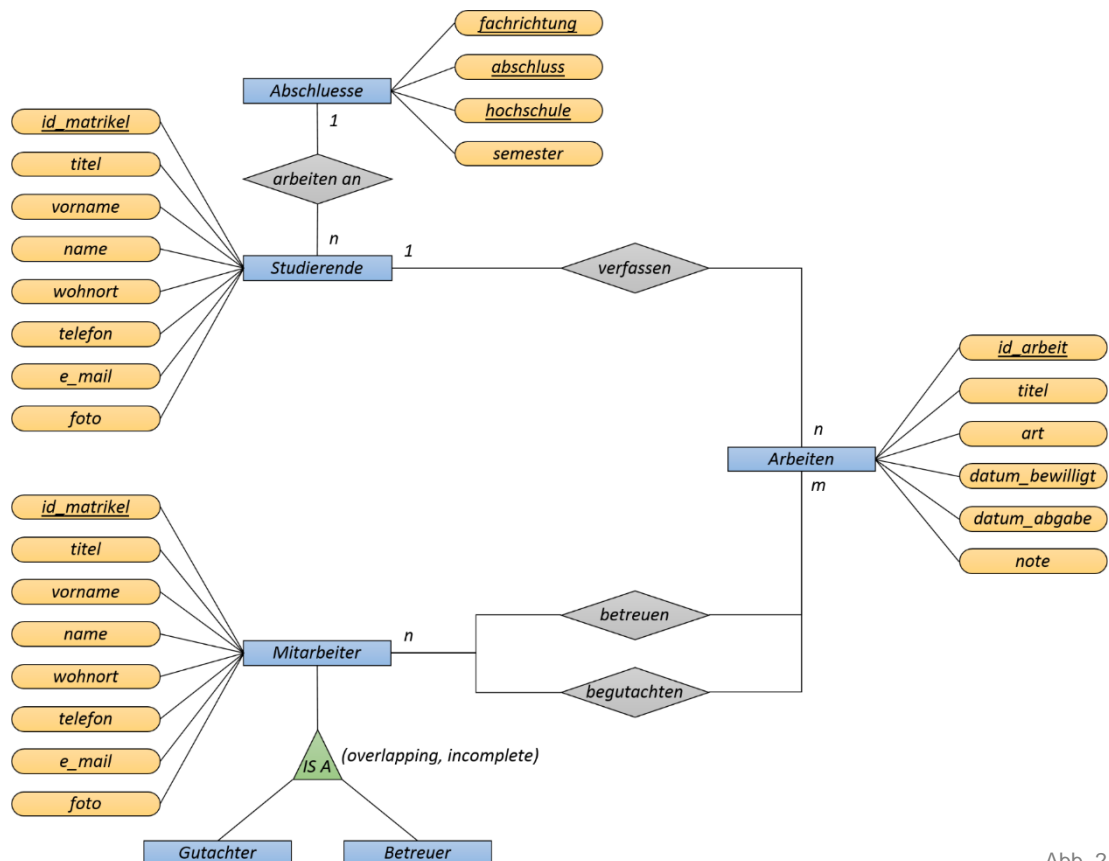 fachrichtung
abschluss
hochschule
semester
Abschluesse
1
arbeiten an
n
id_matrikel
titel
vorname
name
wohnort
telefon
e_mail
foto
Studierende
1
verfassen
n
Arbeiten
m
id_arbeit
titel
art
datum_bewilligt
datum_abgabe
note
id_matrikel
titel
vorname
name
wohnort
telefon
e_mail
foto
Mitarbeiter
n
betreuen
begutachten
IS A
(overlapping, incomplete)
Gutachter
Betreuer
Abb. 2